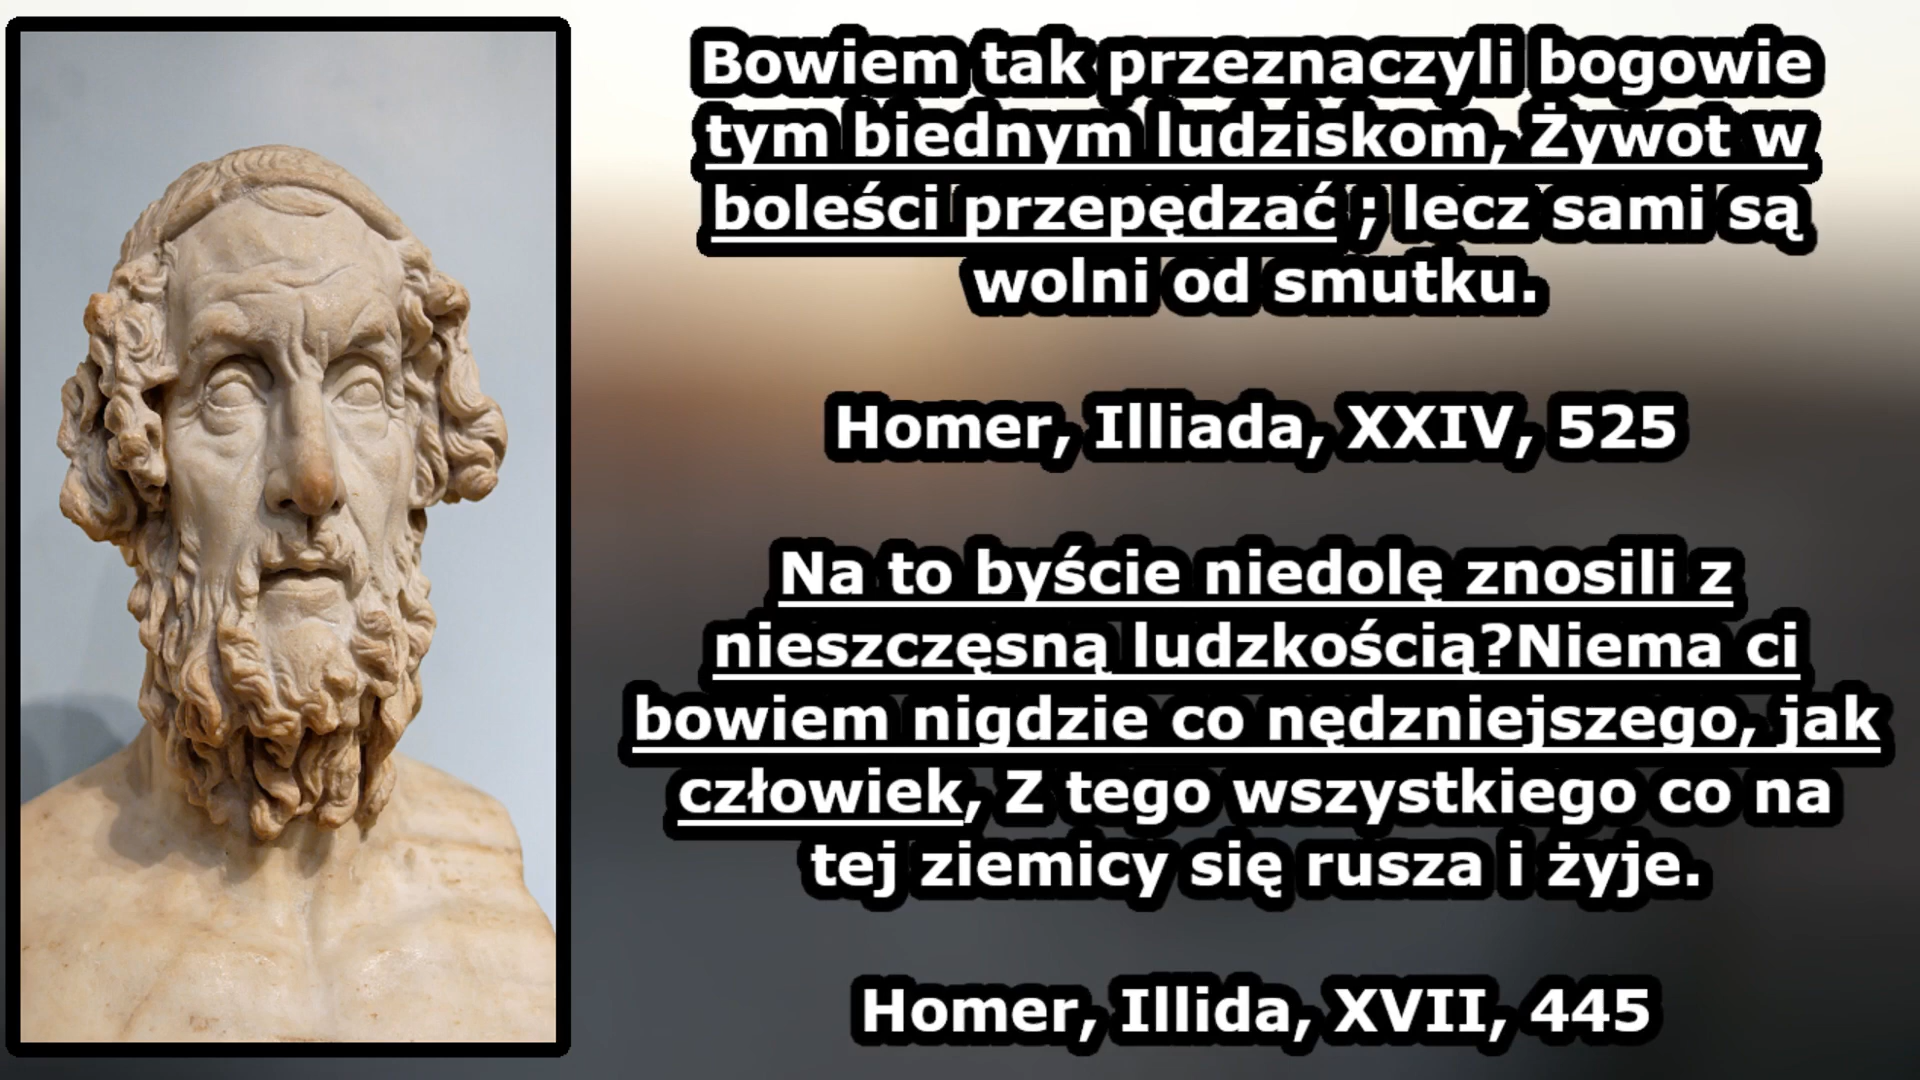 Bowiem tak przeznaczyli bogowie
tym biednym ludziskom, Żywot w
boleści przepędzać ; lecz sami są
wolni od smutku.
Homer, Illiada, XXIV, 525
Na to byście niedolę znosili z
nieszczęsną ludzkością?Niema ci
bowiem nigdzie co nędzniejszego, jak
człowiek, Z tego wszystkiego co na
tej ziemicy się rusza i żyje.
Homer, Illida, XVII, 445